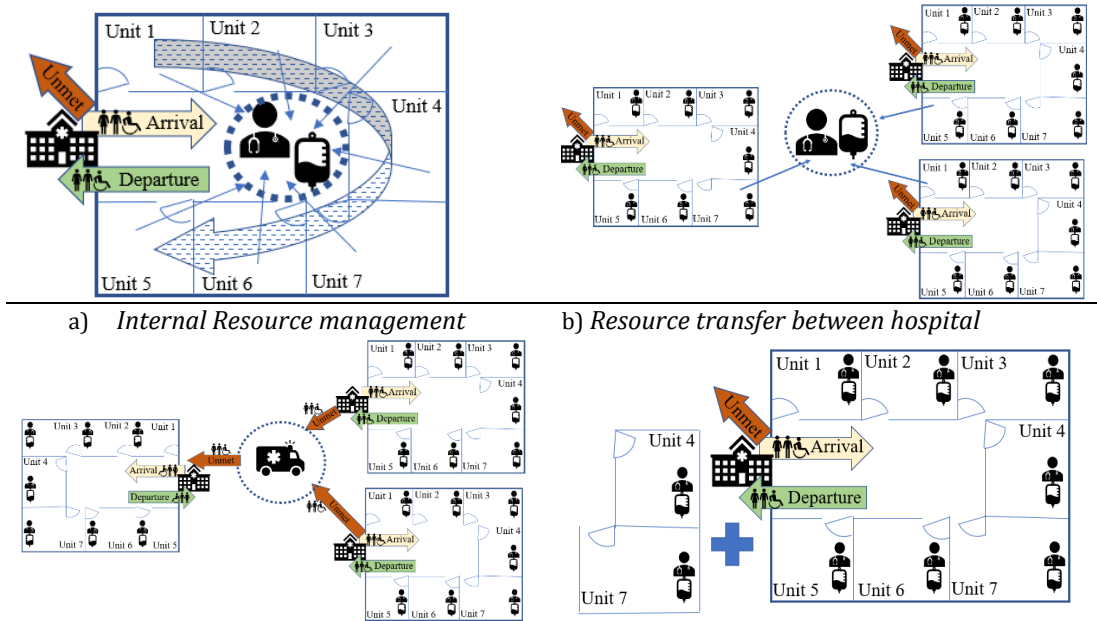 Unit 1 Unit 2 Unit 3
Unmet
Unit 4
Arrival
Departure
Unit 5 Unit 6 Unit 7
Unit 1 Unit 2 Unit 3
Unmet
Arrival
Unit 4
Departure
Unit 5 Unit 6 Unit 7
Unit 1 Unit 2 Unit 3
Unmet
Unit 4
Arrival
Departure
Unit 5 Unit 6 Unit 7
Unit 1 Unit 2 Unit 3
Unmet
Unit 4
Arrival
Departure
Unit 5 Unit 6 Unit 7
a) Internal Resource management
b) Resource transfer between hospital
Unit 3 Unit 2 Unit 1
Unit 4
Unmet
Arrival
Departure
Unit 7 Unit 6 Unit 5
Unit 1 Unit 2 Unit 3
Unmet
Unit 4
Arrival
Departure
Unit 5 Unit 6 Unit 7
Unit 1 Unit 2 Unit 3
Unmet
Unit 4
Arrival
Departure
Unit 5 Unit 6 Unit 7
Unit 4
Unit 7
Unit 1 Unit 2 Unit 3
Unmet
Unit 4
Arrival
Departure
Unit 5 Unit 6 Unit 7